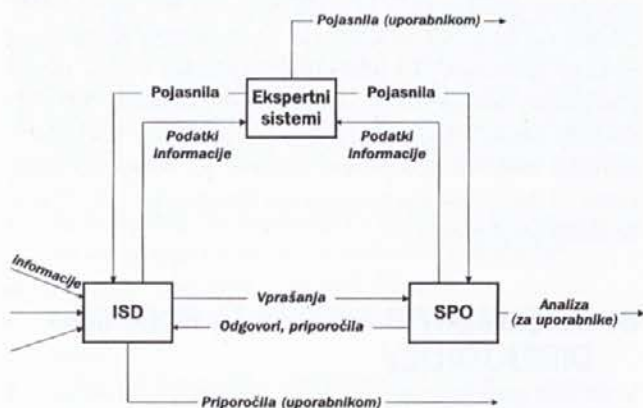 Pojasnila (uporabnikom)
Pojasnila
Ekspertni
sistemi
Pojasnila
Podatki
informacije
Podatki
informacije
Informacije
ISD
Vprašanja
SPO
Analiza
(za uporabnike)
Odgovori, priporočila
Priporočila (uporabnikom)